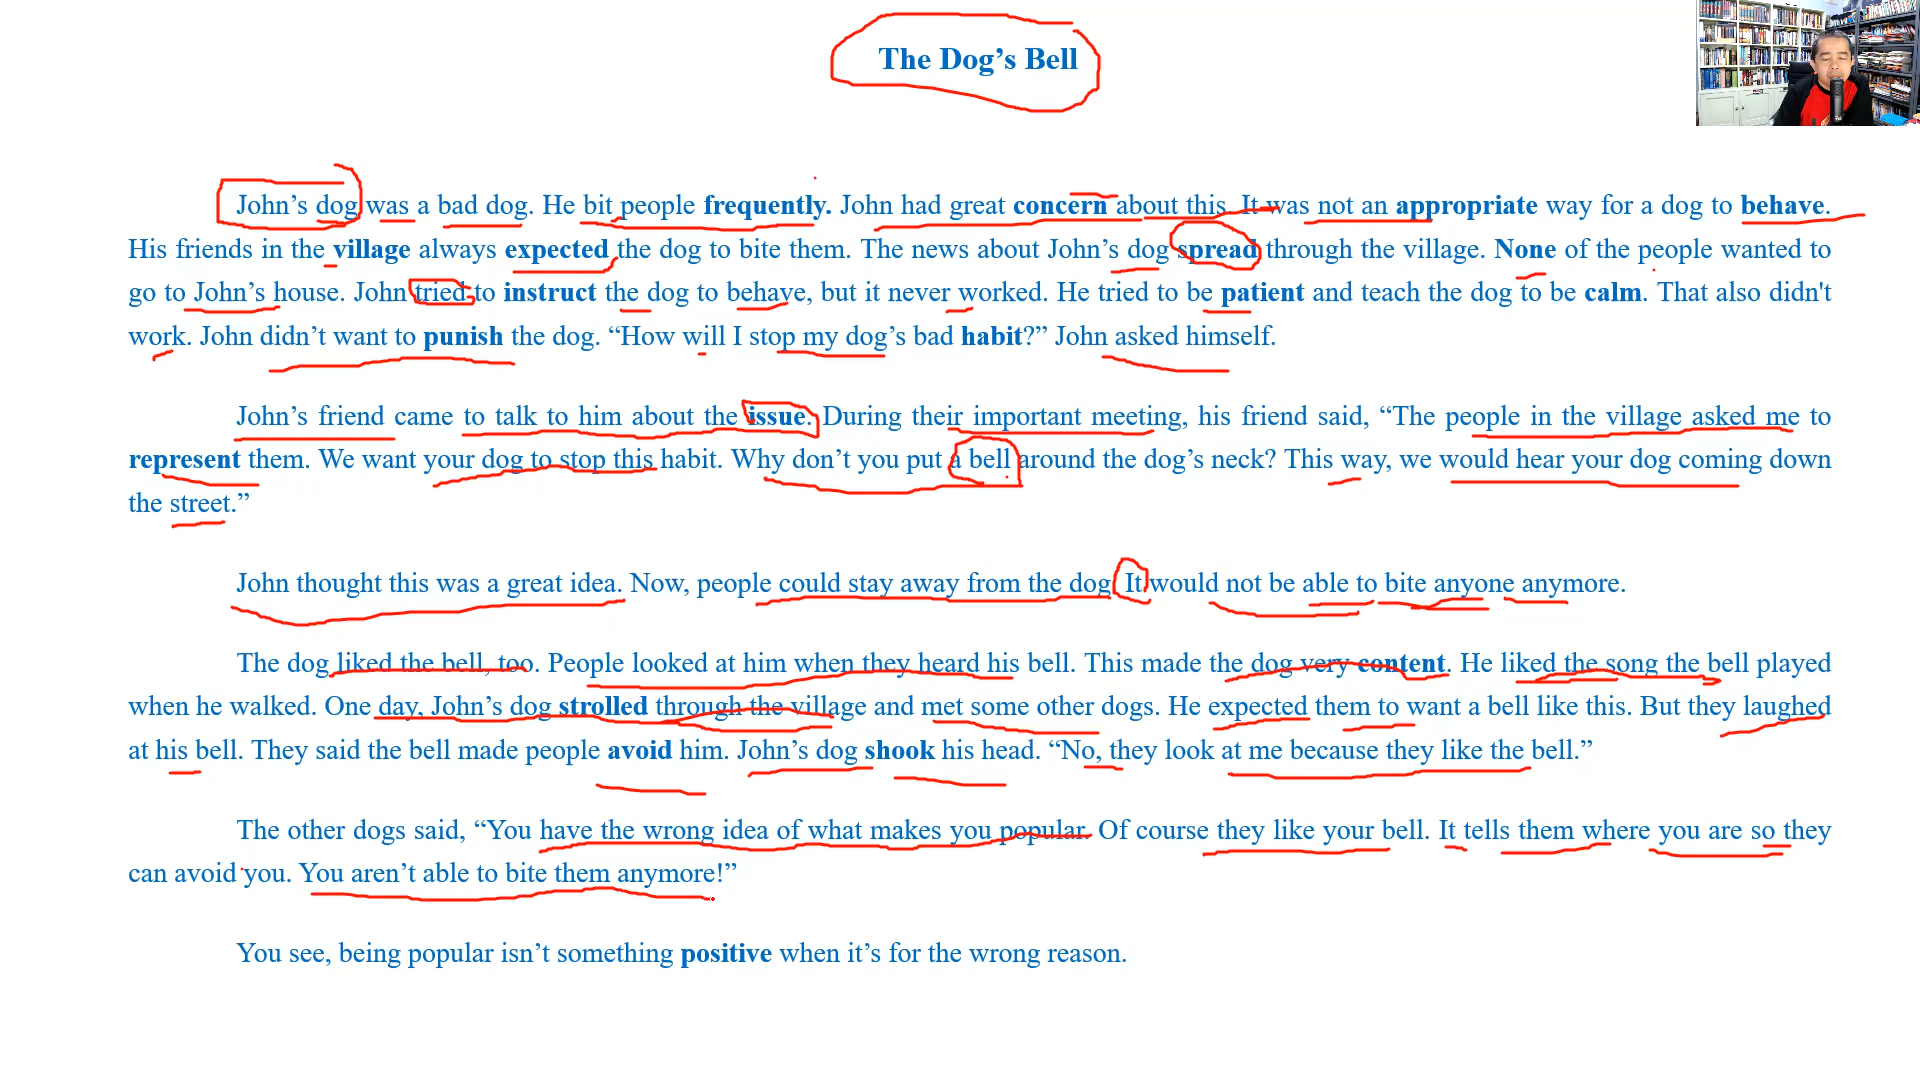 The Dog’s Bell
John’s dog was a bad dog. He bit people frequently. John had great concern about this. It was not an appropriate way for a dog to behave.
His friends in the village always expected the dog to bite them. The news about John’s dog spread through the village. None of the people wanted to
go to John’s house. John tried to instruct the dog to behave, but it never worked. He tried to be patient and teach the dog to be calm. That also didn't
work. John didn’t want to punish the dog. “How will I stop my dog’s bad habit?” John asked himself.
John’s friend came to talk to him about the issue. During their important meeting, his friend said, “The people in the village asked me to
represent them. We want your dog to stop this habit. Why don’t you put a bell around the dog’s neck? This way, we would hear your dog coming down
the street.”
John thought this was a great idea. Now, people could stay away from the dog. It would not be able to bite anyone anymore.
The dog liked the bell, too. People looked at him when they heard his bell. This made the dog very content. He liked the song the bell played
when he walked. One day, John’s dog strolled through the village and met some other dogs. He expected them to want a bell like this. But they laughed
at his bell. They said the bell made people avoid him. John’s dog shook his head. “No, they look at me because they like the bell.”
The other dogs said, “You have the wrong idea of what makes you popular. Of course they like your bell. It tells them where you are so they
can avoid you. You aren’t able to bite them anymore!”
You see, being popular isn’t something positive when it’s for the wrong reason.